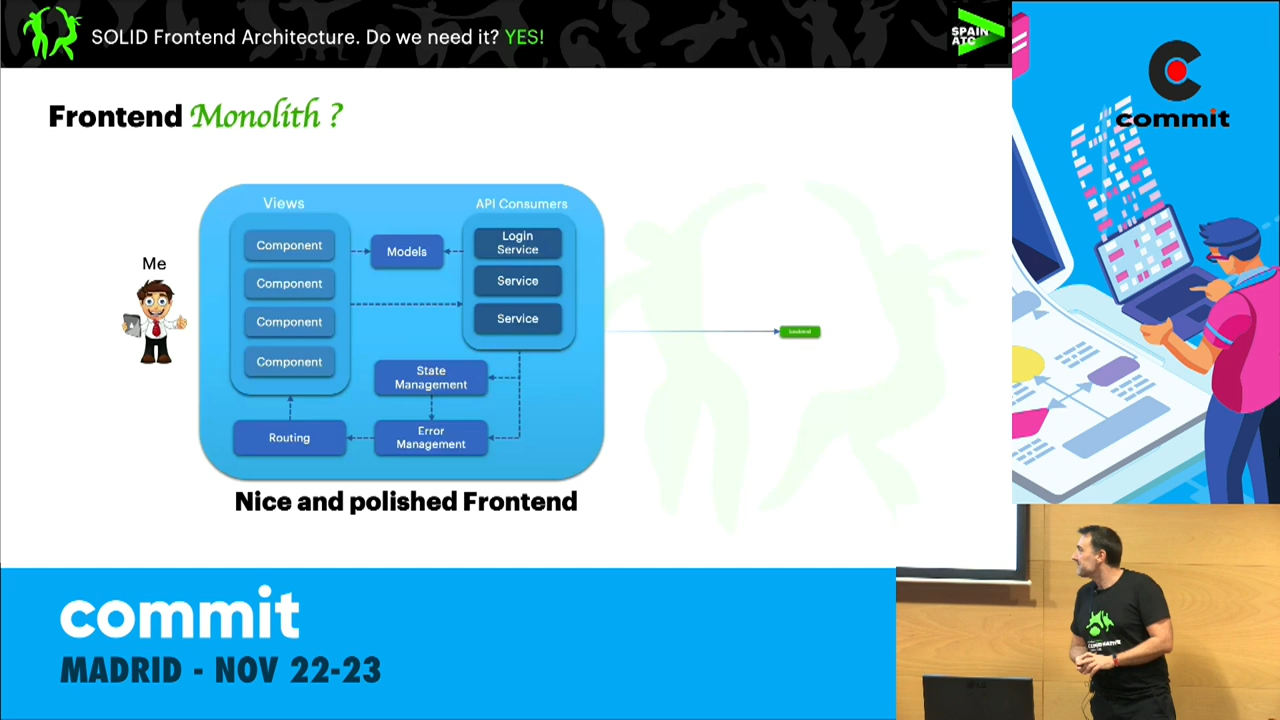 SOLID Frontend Architecture. Do we need it? YES!
SPAIN
ATC
commit
Frontend Monolith ?
Views
API Consumers
Me
Component
Component
Component
Component
Models
Login
Service
Service
Service
State
Management
Routing
Error
Management
Nice and polished Frontend
commit
MADRID - NOV 22-23